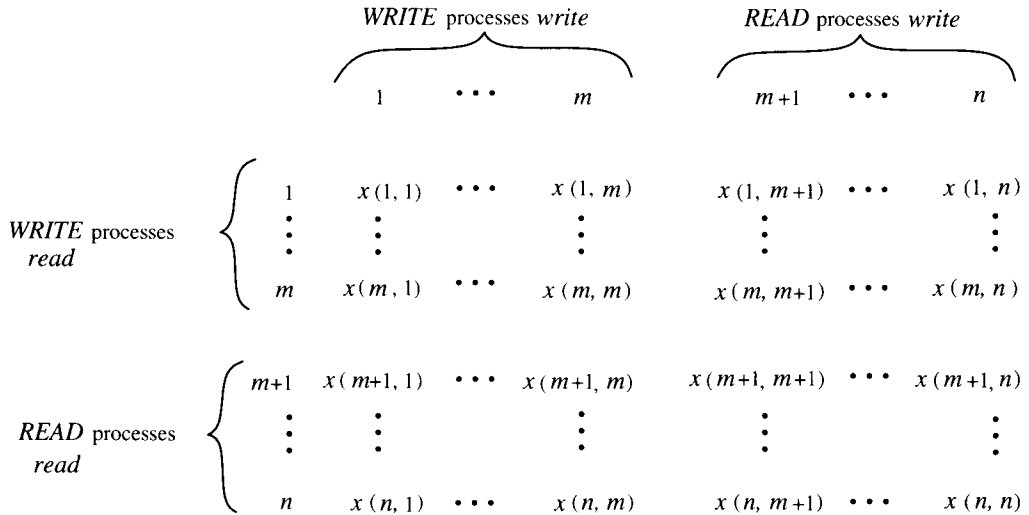 WRITE processes write READ processes write
1 ••• m m+1 ••• n
1 x(1, 1) ••• x(1, m) x(1, m+1) ••• x(1, n)
WRITE processes
read
m x(m, 1) ••• x(m, m) x(m, m+1) ••• x(m, n)
m+1 x(m+1, 1) ••• x(m+1, m) x(m+1, m+1) ••• x(m+1, n)
READ processes
read
n x(n, 1) ••• x(n, m) x(n, m+1) ••• x(n, n)